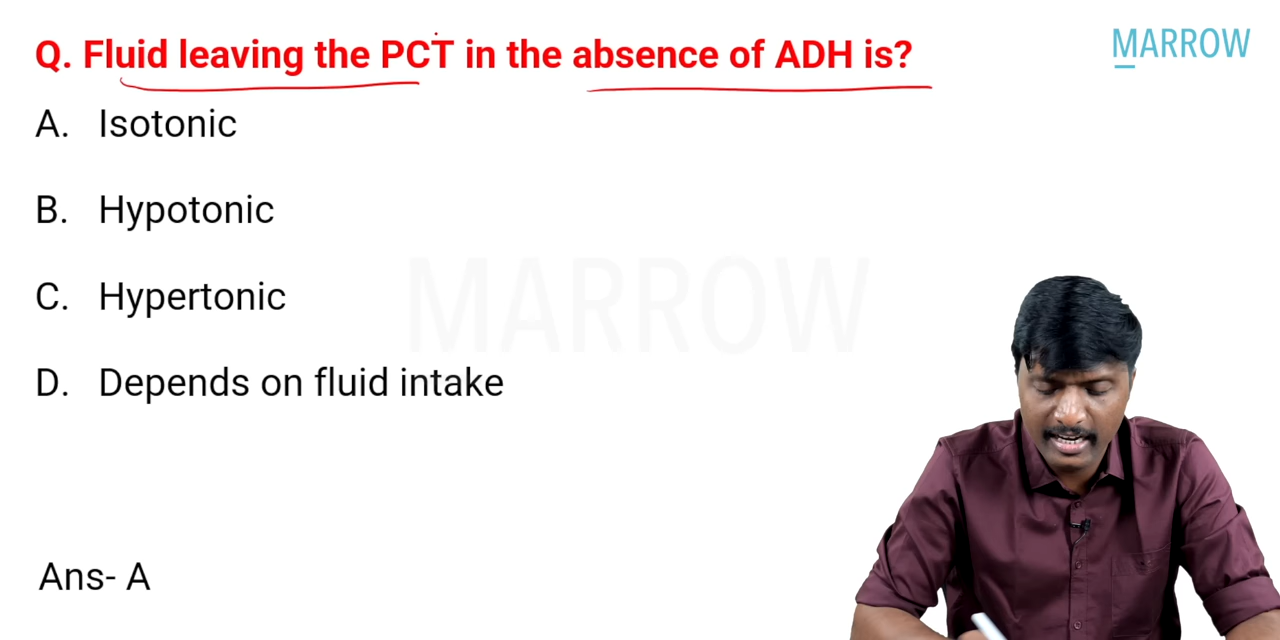 Q. Fluid leaving the PCT in the absence of ADH is?
MARROW
A. Isotonic
B. Hypotonic
C. Hypertonic
D. Depends on fluid intake
MARROW
Ans- A